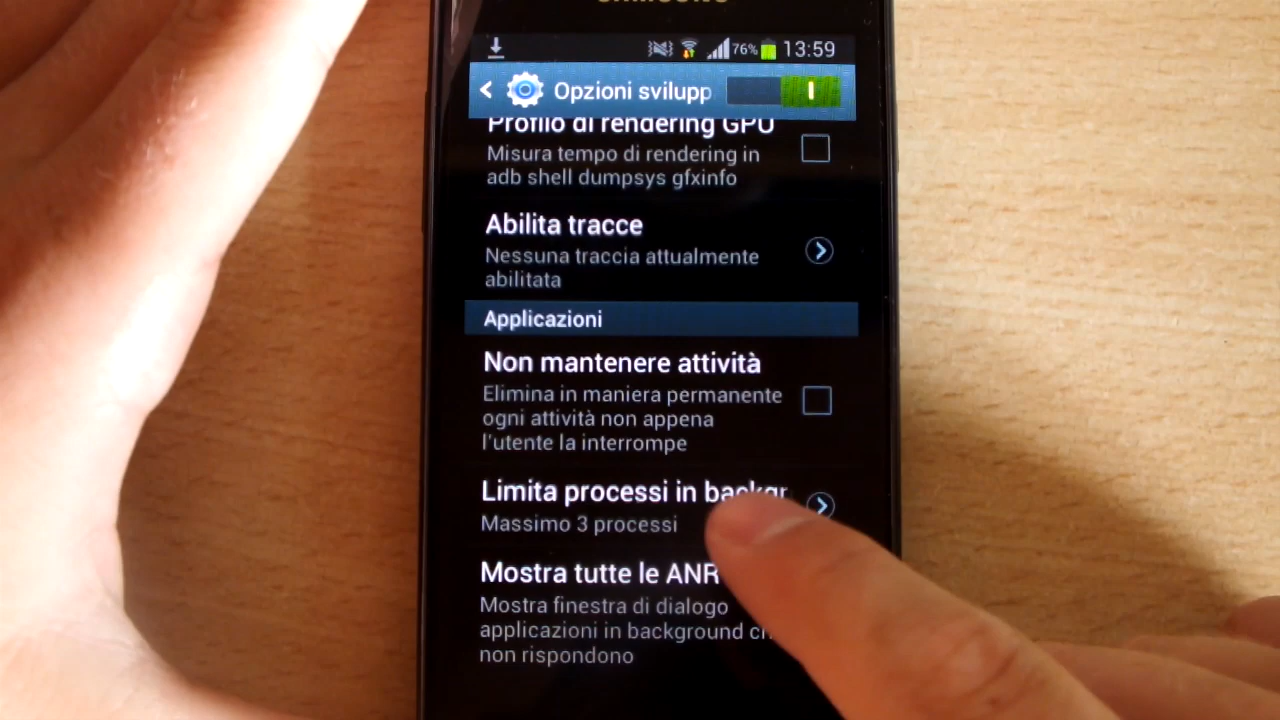 SAMSUNG
76% 13:59
Opzioni svilupp
Profilo di rendering GPU
Misura tempo di rendering in
adb shell dumpsys gfxinfo
Abilita tracce
Nessuna traccia attualmente
abilitata
Applicazioni
Non mantenere attività
Elimina in maniera permanente
ogni attività non appena
l'utente la interrompe
Limita processi in backgr
Massimo 3 processi
Mostra tutte le ANR
Mostra finestra di dialogo
applicazioni in background
non rispondono